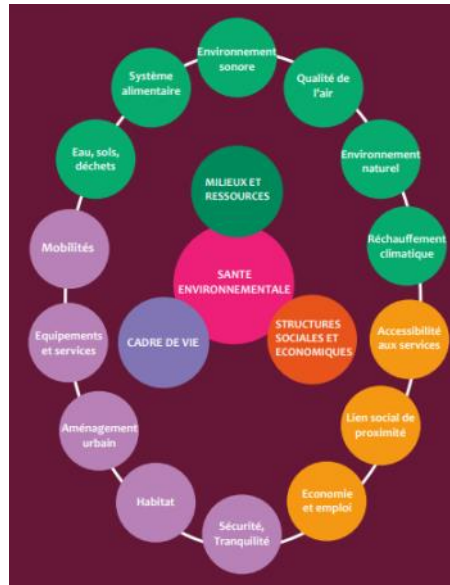 Environnement
sonore
Qualité de
l'air
Environnement
naturel
Réchauffement
climatique
Accessibilité
aux services
Lien social de
proximité
Economie
et emploi
Sécurité,
Tranquilité
Habitat
Aménagement
urbain
Equipements
et services
Mobilités
Eau, sols,
déchets
Système
alimentaire
MILIEUX ET
RESSOURCES
SANTE
ENVIRONNEMENTALE
CADRE DE VIE
STRUCTURES
SOCIALES ET
ECONOMIQUES